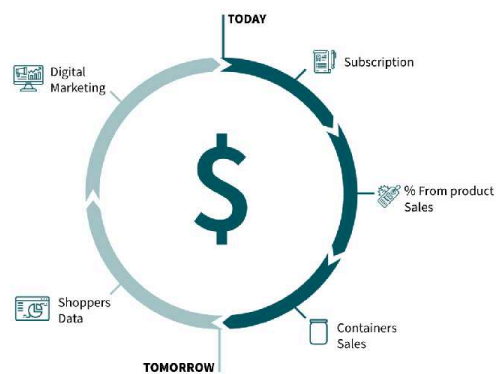 TODAY
Subscription
% From product
Sales
Containers
Sales
TOMORROW
Shoppers
Data
Digital
Marketing
$